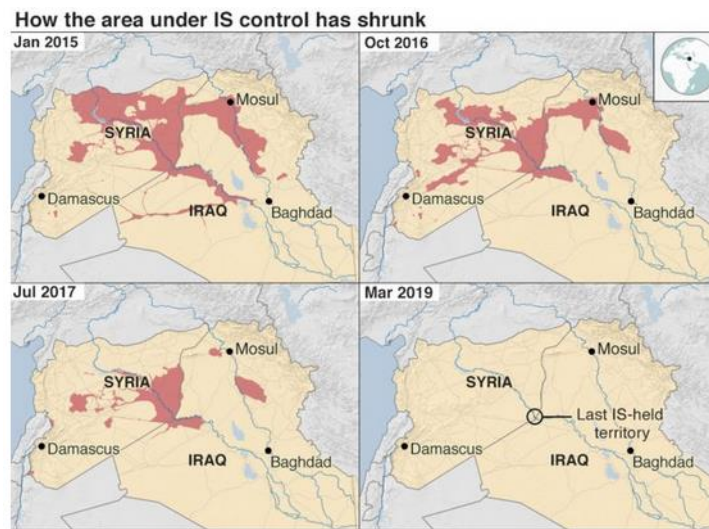 How the area under IS control has shrunk
Jan 2015
Mosul
SYRIA
Damascus
IRAQ
Baghdad
Oct 2016
Mosul
SYRIA
Damascus
IRAQ
Baghdad
Jul 2017
Mosul
SYRIA
Damascus
IRAQ
Baghdad
Mar 2019
Mosul
SYRIA
Last IS-held
territory
Damascus
IRAQ
Baghdad